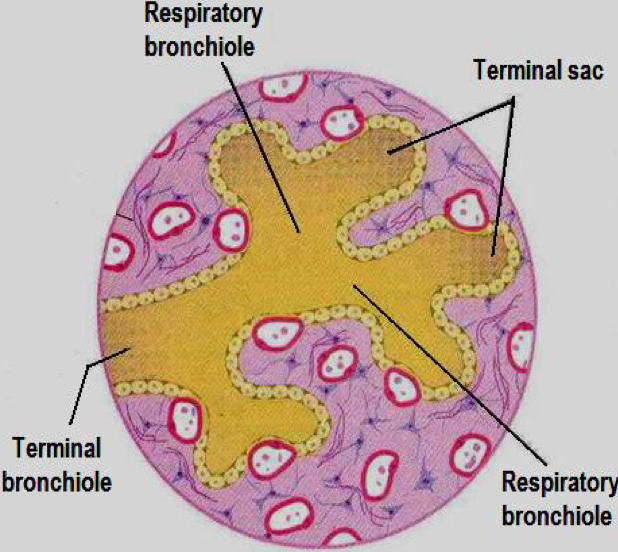 Respiratory
bronchiole
Terminal sac
Terminal
bronchiole
Respiratory
bronchiole